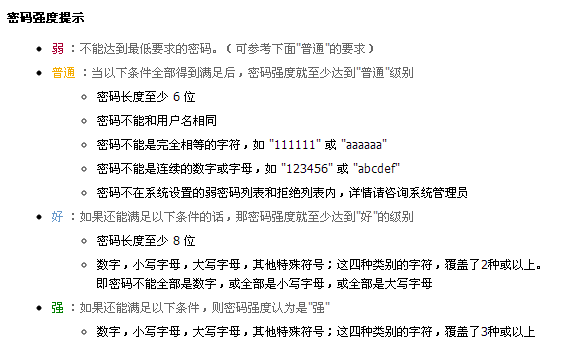 密码强度提示
弱：不能达到最低要求的密码。（可参考下面"普通"的要求）
普通：当以下条件全部得到满足后，密码强度就至少达到"普通"级别
密码长度至少 6 位
密码不能和用户名相同
密码不能是完全相等的字符，如 "111111" 或 "aaaaaa"
密码不能是连续的数字或字母，如 "123456" 或 "abcdef"
密码不在系统设置的弱密码列表和拒绝列表内，详情请咨询系统管理员
好：如果还能满足以下条件的话，那密码强度就至少达到"好"的级别
密码长度至少 8 位
数字，小写字母，大写字母，其他特殊符号；这四种类别的字符，覆盖了2种或以上。
即密码不能全部是数字，或全部是小写字母，或全部是大写字母
强：如果还能满足以下条件，则密码强度认为是"强"
数字，小写字母，大写字母，其他特殊符号；这四种类别的字符，覆盖了3种或以上